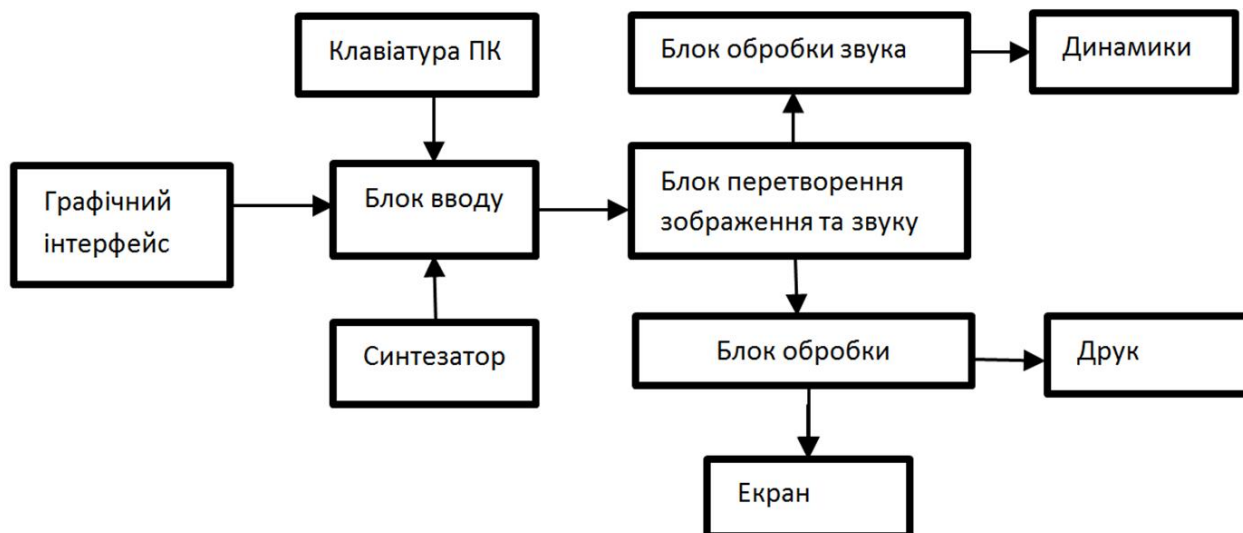 Клавіатура ПК
Блок обробки звука
Динамики
Графічний
інтерфейс
Блок вводу
Блок перетворення
зображення та звуку
Синтезатор
Блок обробки
Друк
Екран